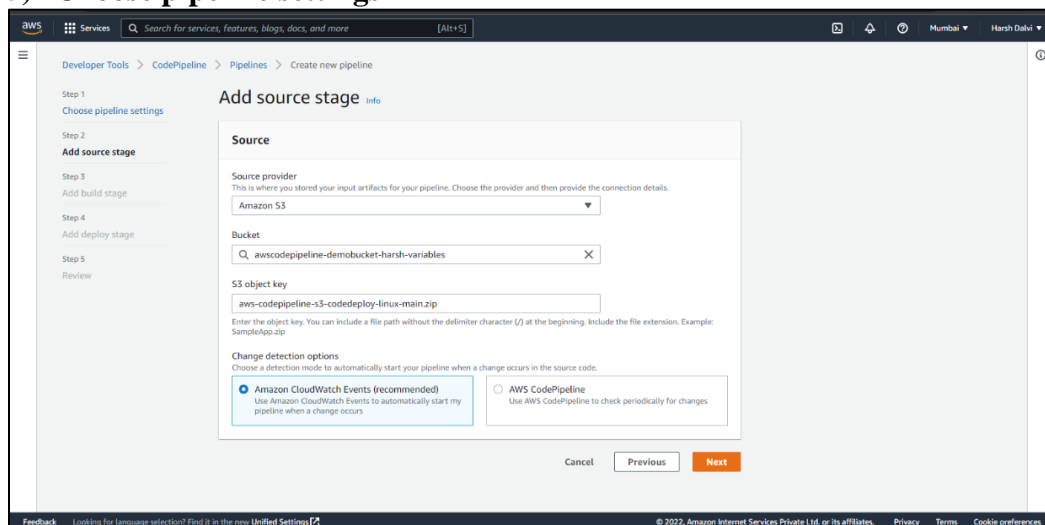 Choose pipeline settings
aws
Services
Search for services, features, blogs, docs, and more
[Alt+S]
Mumbai
Harsh Dalvi
Developer Tools > CodePipeline > Pipelines > Create new pipeline
Step 1
Choose pipeline settings
Step 2
Add source stage
Step 3
Add build stage
Step 4
Add deploy stage
Step 5
Review
Add source stage Info
Source
Source provider
This is where you stored your input artifacts for your pipeline. Choose the provider and then provide the connection details.
Amazon S3
Bucket
awscodepipeline-demobucket-harsh-variables
S3 object key
aws-codepipeline-s3-codedeploy-linux-main.zip
Enter the object key. You can include a file path without the delimiter character (/) at the beginning. Include the file extension. Example:
SampleApp.zip
Change detection options
Choose a detection mode to automatically start your pipeline when a change occurs in the source code.
Amazon CloudWatch Events (recommended)
Use Amazon CloudWatch Events to automatically start my
pipeline when a change occurs
AWS CodePipeline
Use AWS CodePipeline to check periodically for changes
Cancel
Previous
Next
Feedback
Looking for language selection? Find it in the new Unified Settings
© 2022, Amazon Internet Services Private Ltd. or its affiliates.
Privacy
Terms
Cookie preferences